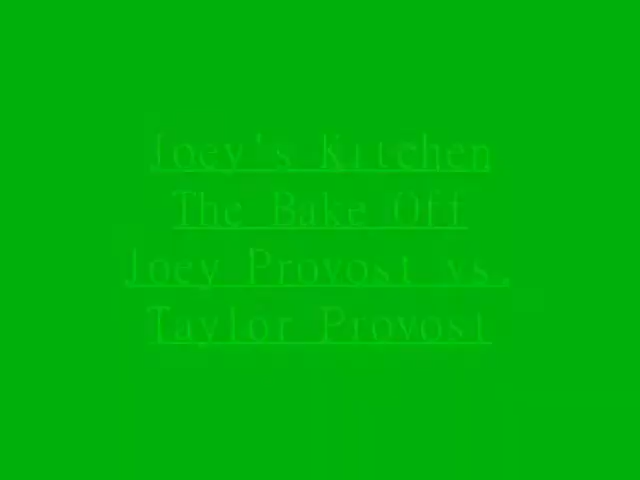 Joey's Kitchen
The Bake Off
Joey Provost vs.
Taylor Provost